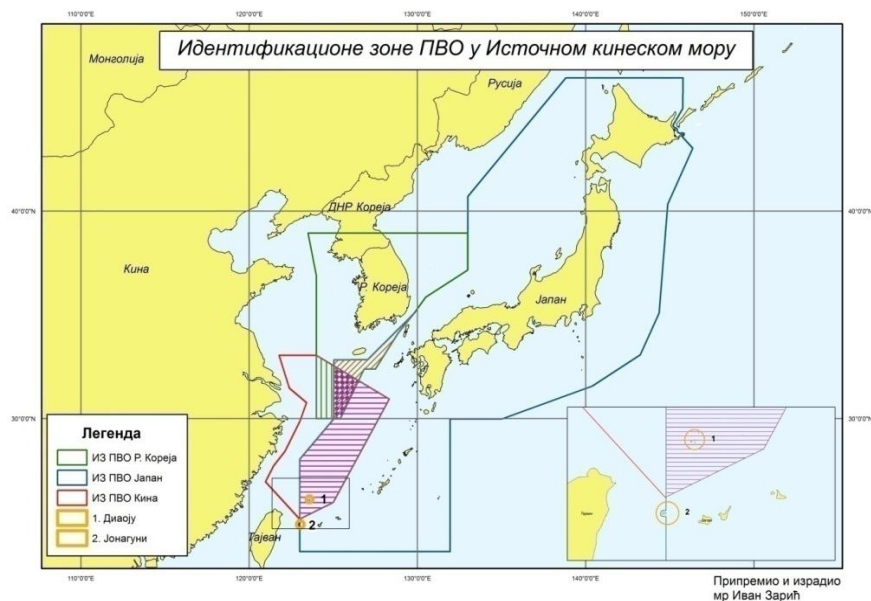 110°0'0"E 120°0'0"E 130°0'0"E 140°0'0"E 150°0'0"E
Идентификационе зоне ПВО у Источном кинеском мору
Монголија
Русија
40°0'0"N
40°0'0"N
ДНР Кореја
Кина
Р. Кореја
Јапан
30°0'0"N
30°0'0"N
Легенда
ИЗ ПВО Р. Кореја
ИЗ ПВО Јапан
ИЗ ПВО Кина
1. Диаоју
2. Јонагуни
1
2
Тајван
1
2
Тајван
110°0'0"E 120°0'0"E 130°0'0"E 140°0'0"E
Припремио и израдио
мр Иван Зарић